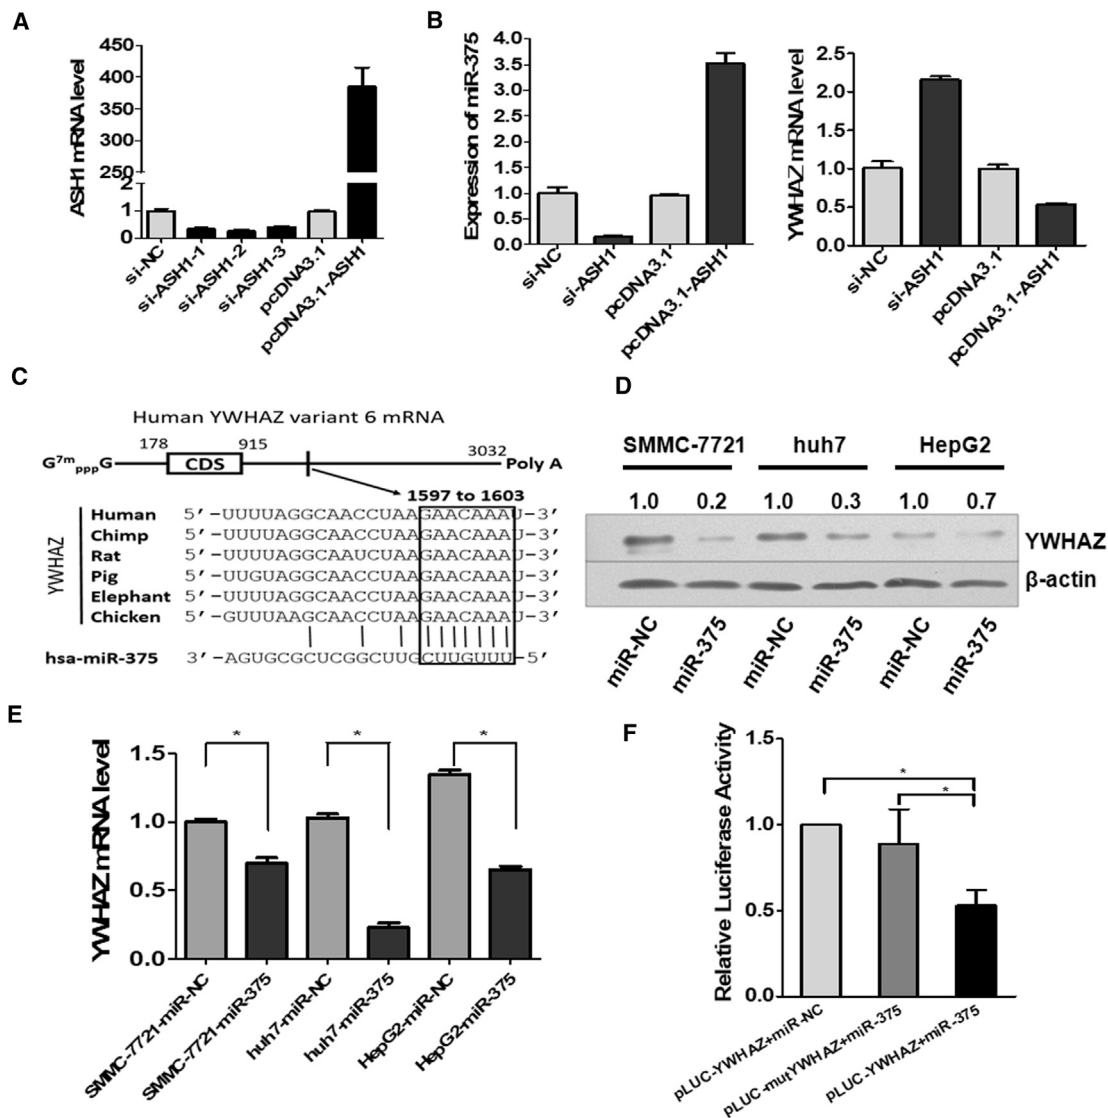 A
ASH1 mRNA level
450
400
350
300
250
2
1
0
si-NC
si-ASH1-1
si-ASH1-2
si-ASH1-3
pcDNA3.1
pcDNA3.1-ASH1
B
Expression of miR-375
4.0
3.5
3.0
2.5
2.0
1.5
1.0
0.5
0.0
si-NC
si-ASH1
pcDNA3.1
pcDNA3.1-ASH1
YWHAZ mRNA level
2.5
2.0
1.5
1.0
0.5
0.0
si-NC
si-ASH1
pcDNA3.1
pcDNA3.1-ASH1
C
Human YWHAZ variant 6 mRNA
178 915 3032
G7mpppG CDS Poly A
1597 to 1603
YWHAZ
Human 5'-UUUUAGGCAACCUAAGAACAAAU-3'
Chimp 5'-UUUUAGGCAACCUAAGAACAAAU-3'
Rat 5'-UUUUAGGCAAUCUAAGAACAAAU-3'
Pig 5'-UUGUAGGCAACCUAAGAACAAAU-3'
Elephant 5'-UUUUAGGCAACCUAAGAACAAAU-3'
Chicken 5'-GUUUAAGCAACCUAAGAACAAAU-3'
hsa-miR-375 3'-AGUGCGCUCGGCUUGCUUGUUU-5'
D
SMMC-7721 huh7 HepG2
1.0 0.2 1.0 0.3 1.0 0.7
YWHAZ
β-actin
miR-NC
miR-375
miR-NC
miR-375
miR-NC
miR-375
E
YWHAZ mRNA level
1.5
1.0
0.5
0.0
* * *
SMMC-7721-miR-NC
SMMC-7721-miR-375
huh7-miR-NC
huh7-miR-375
HepG2-miR-NC
HepG2-miR-375
F
Relative Luciferase Activity
1.5
1.0
0.5
0.0
*
*
pLUC-YWHAZ+miR-NC
pLUC-mutYWHAZ+miR-375
pLUC-YWHAZ+miR-375